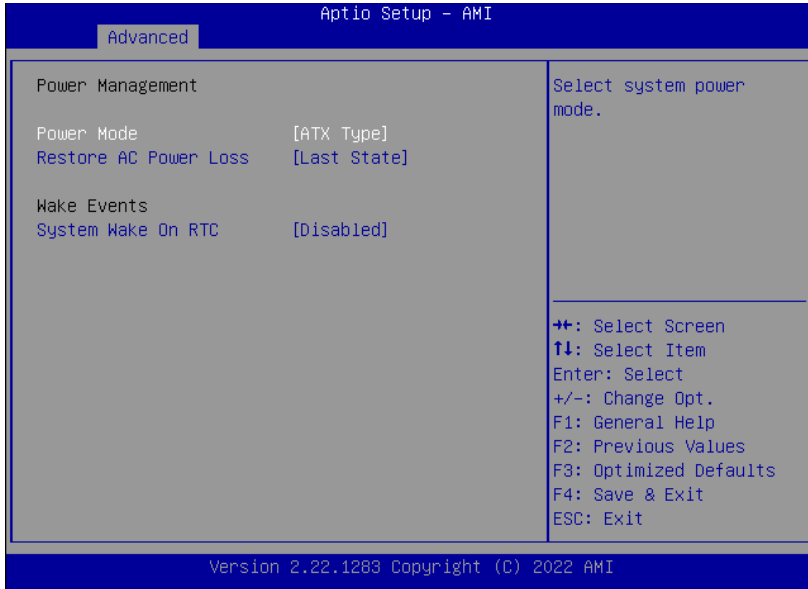 Aptio Setup – AMI
Advanced
Power Management
Power Mode [ATX Type]
Restore AC Power Loss [Last State]
Wake Events
System Wake On RTC [Disabled]
Select system power
mode.
→←: Select Screen
↑↓: Select Item
Enter: Select
+/-: Change Opt.
F1: General Help
F2: Previous Values
F3: Optimized Defaults
F4: Save & Exit
ESC: Exit
Version 2.22.1283 Copyright (C) 2022 AMI